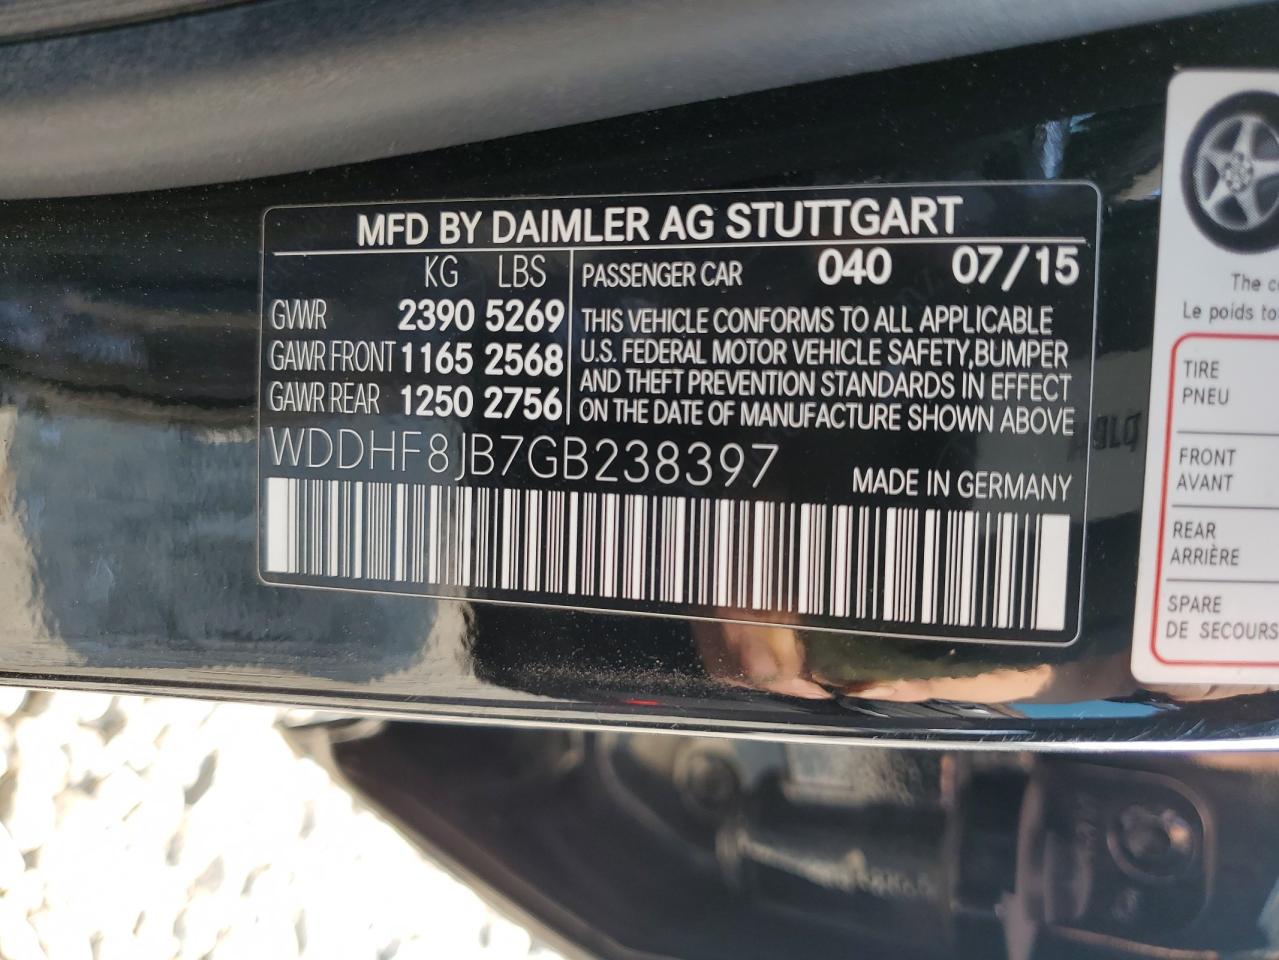 MFD BY DAIMLER AG STUTTGART
KG LBS
GVWR 2390 5269
GAWR FRONT 1165 2568
GAWR REAR 1250 2756
PASSENGER CAR 040 07/15
THIS VEHICLE CONFORMS TO ALL APPLICABLE
U.S. FEDERAL MOTOR VEHICLE SAFETY,BUMPER
AND THEFT PREVENTION STANDARDS IN EFFECT
ON THE DATE OF MANUFACTURE SHOWN ABOVE
WDDHF8JB7GB238397
MADE IN GERMANY
The
Le poids
TIRE
PNEU
FRONT
AVANT
REAR
ARRIÈRE
SPARE
DE SECOURS